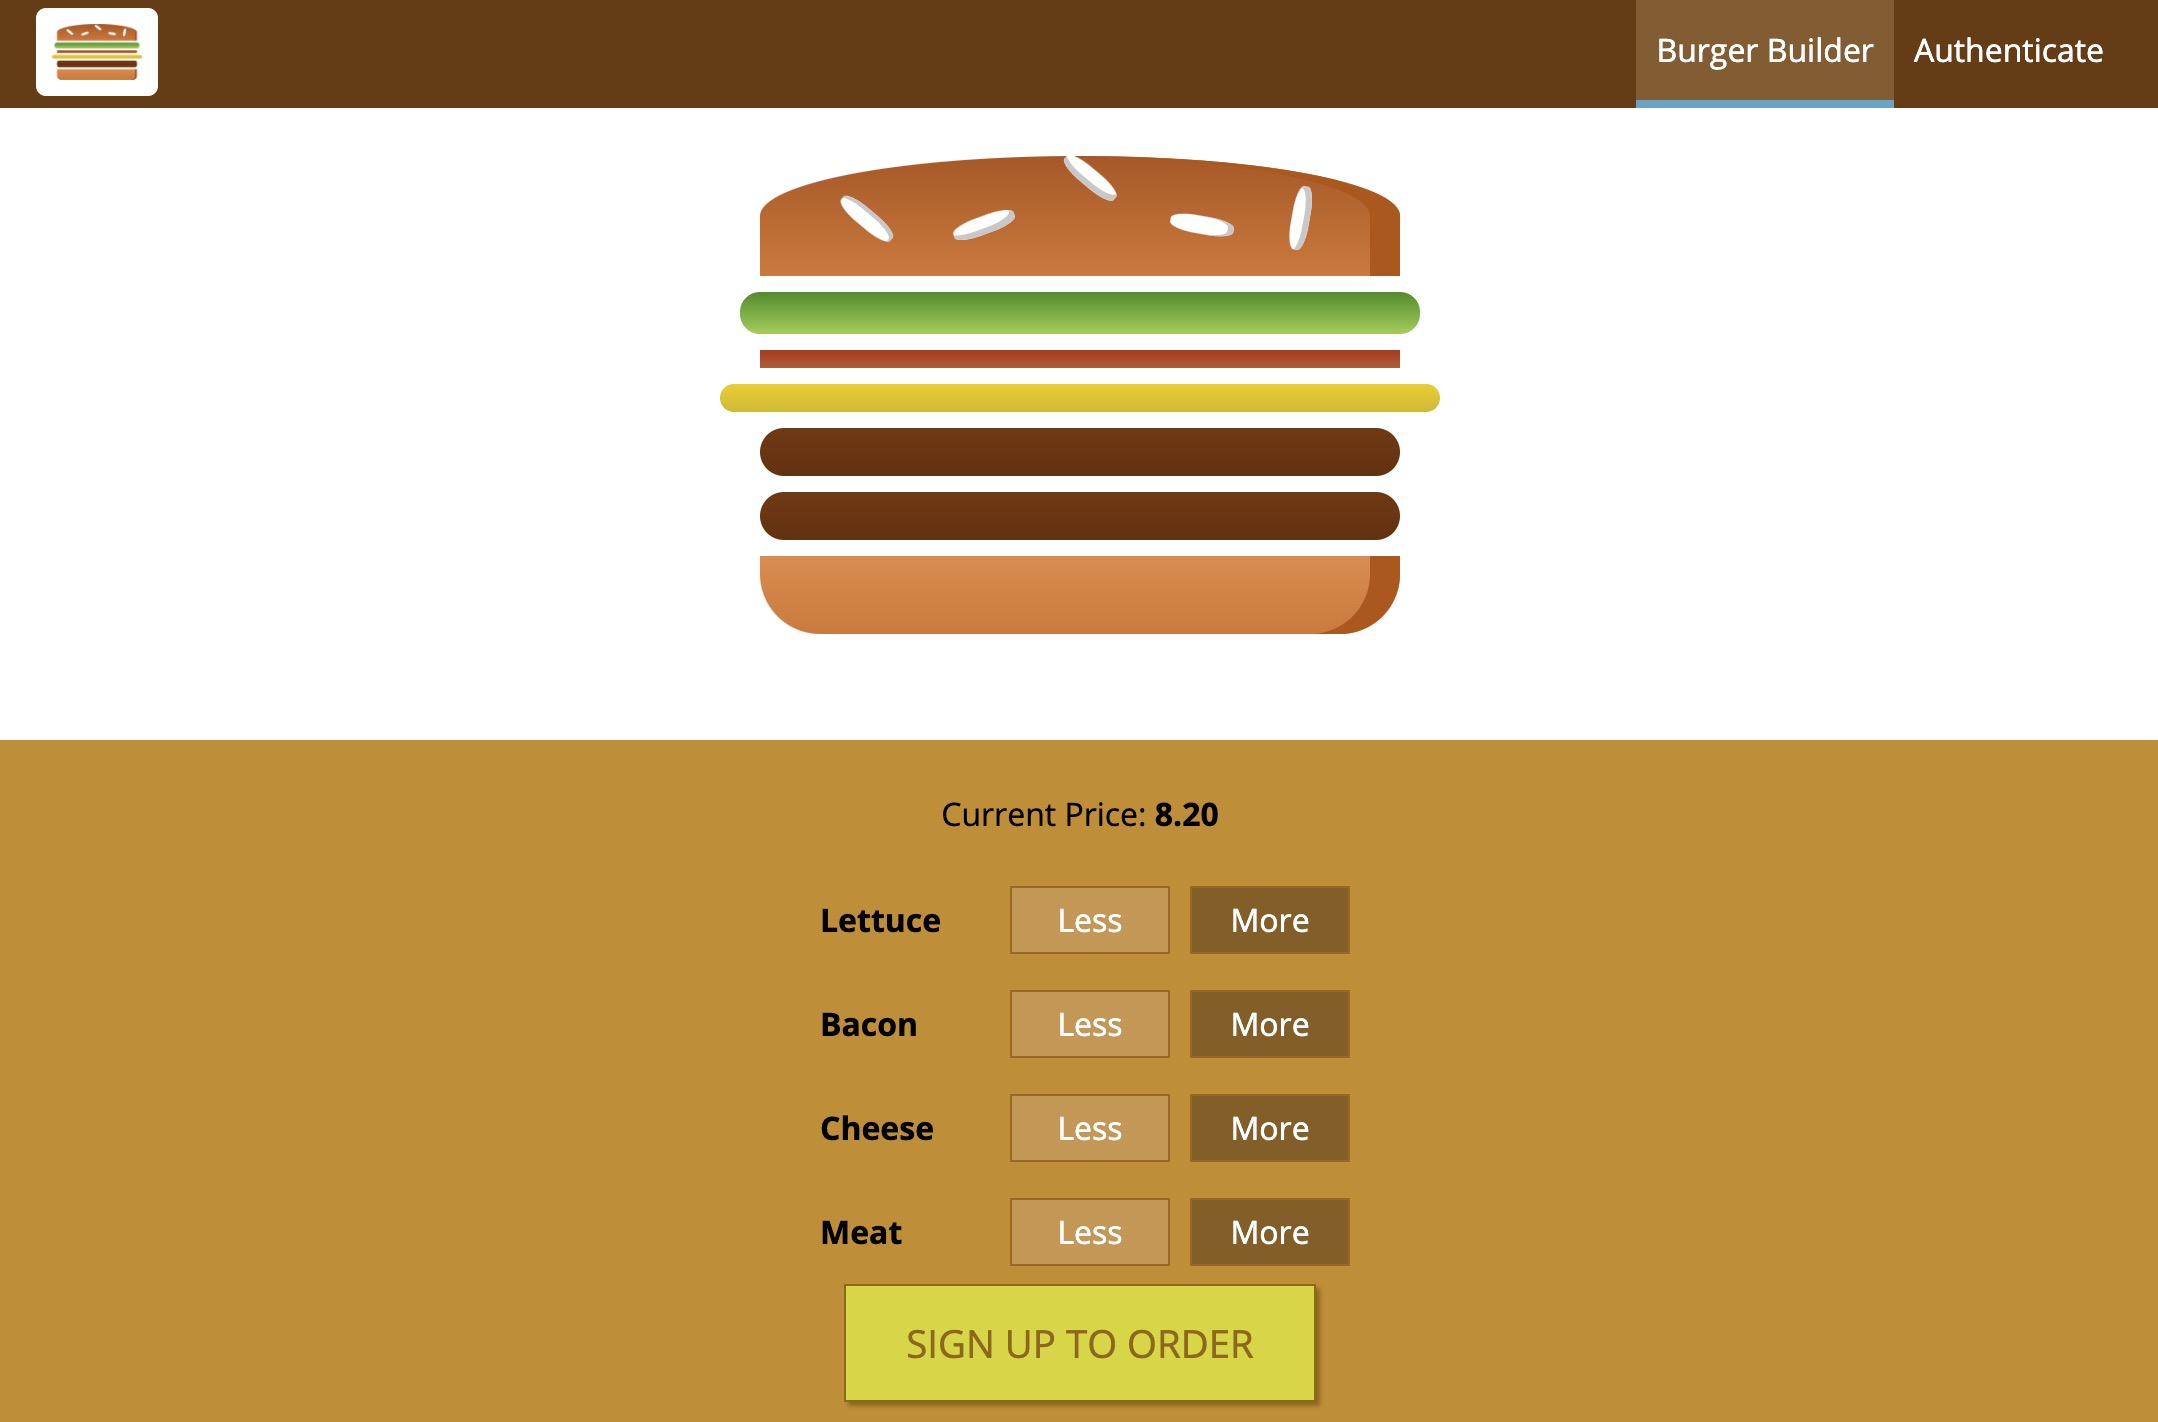 Burger Builder Authenticate
Current Price: 8.20
Lettuce Less More
Bacon Less More
Cheese Less More
Meat Less More
SIGN UP TO ORDER